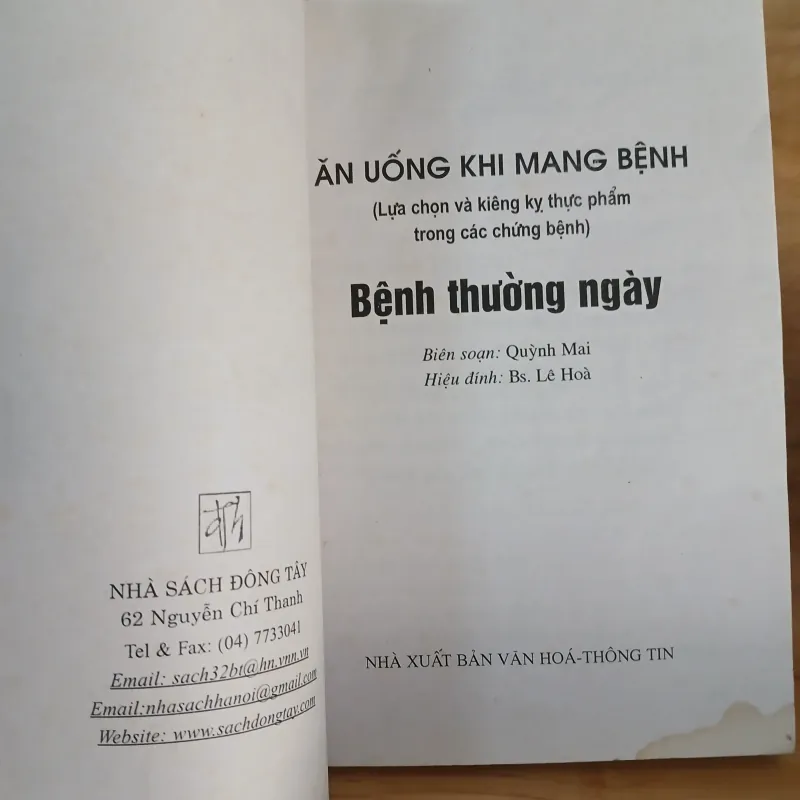 NHÀ SÁCH ĐÔNG TÂY
62 Nguyễn Chí Thanh
Tel & Fax: (04) 7733041
Email: sach32bt@hn.vnn.vn
Email:nhasachhanoi@gmail.com
Website: www.sachdongtay.com
ĂN UỐNG KHI MANG BỆNH
(Lựa chọn và kiêng kỵ thực phẩm
trong các chứng bệnh)
Bệnh thường ngày
Biên soạn: Quỳnh Mai
Hiệu đính: Bs. Lê Hoà
NHÀ XUẤT BẢN VĂN HOÁ-THÔNG TIN